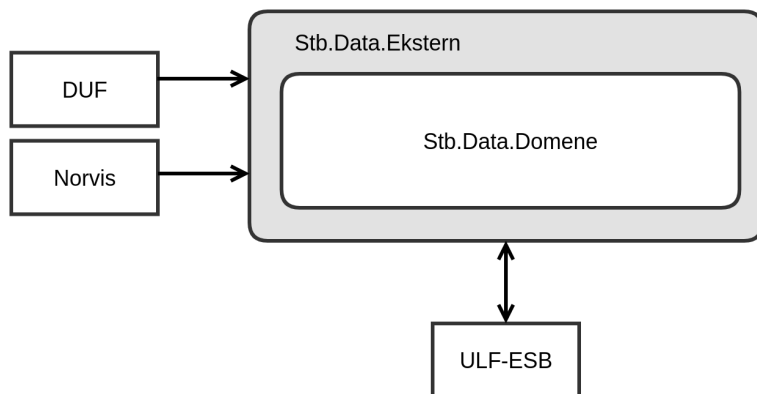 Stb.Data.Ekstern
DUF
Stb.Data.Domene
Norvis
ULF-ESB